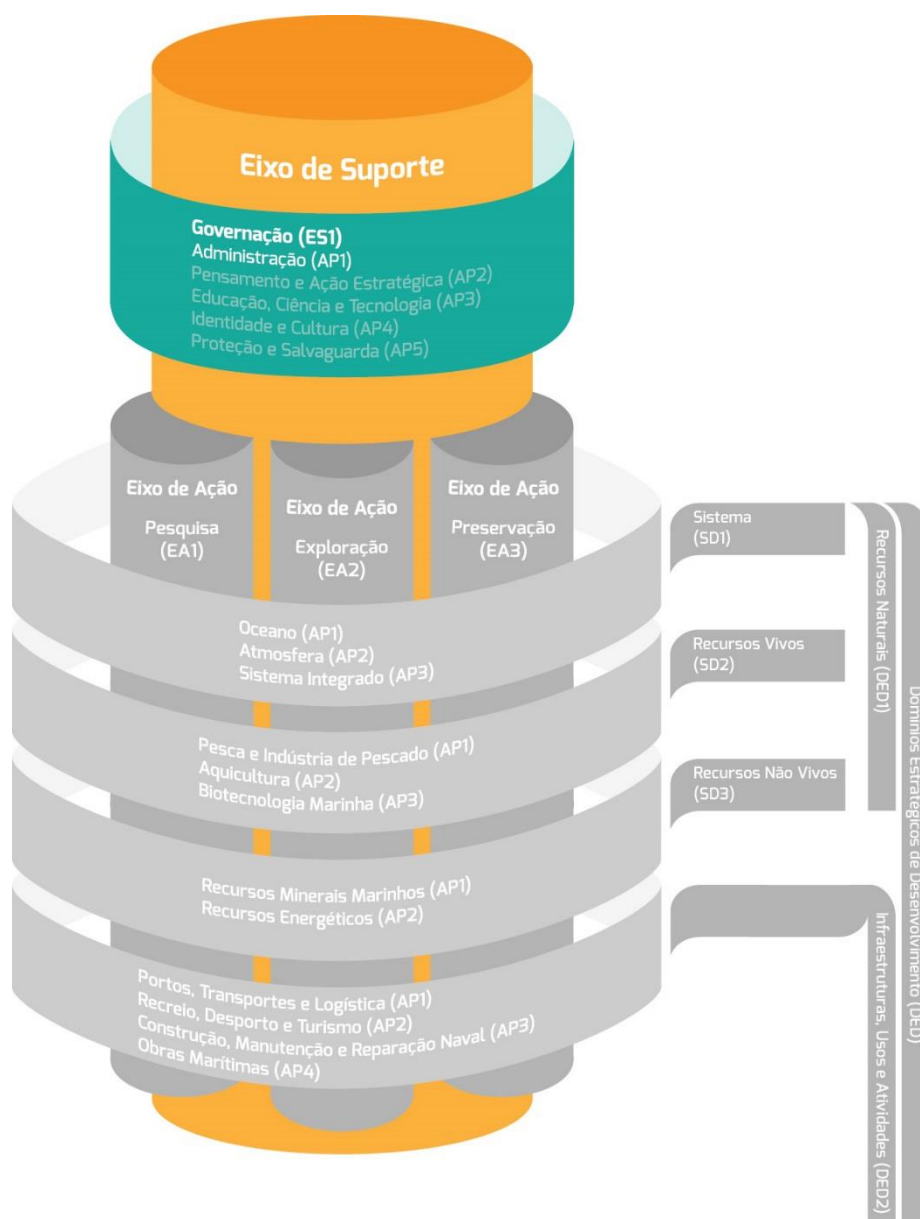 Eixo de Suporte
Governação (ES1)
Administração (AP1)
Pensamento e Ação Estratégica (AP2)
Educação, Ciência e Tecnologia (AP3)
Identidade e Cultura (AP4)
Proteção e Salvaguarda (AP5)
Eixo de Ação
Pesquisa
(EA1)
Eixo de Ação
Exploração
(EA2)
Eixo de Ação
Preservação
(EA3)
Sistema
(SD1)
Oceano (AP1)
Atmosfera (AP2)
Sistema Integrado (AP3)
Recursos Vivos
(SD2)
Pesca e Indústria de Pescado (AP1)
Aquicultura (AP2)
Biotecnologia Marinha (AP3)
Recursos Não Vivos
(SD3)
Recursos Minerais Marinhos (AP1)
Recursos Energéticos (AP2)
Portos, Transportes e Logística (AP1)
Recreio, Desporto e Turismo (AP2)
Construção, Manutenção e Reparação Naval (AP3)
Obras Marítimas (AP4)
Recursos Naturais (DED1)
Infraestruturas, Usos e Atividades (DED2)
Domínios Estratégicos de Desenvolvimento (DED)